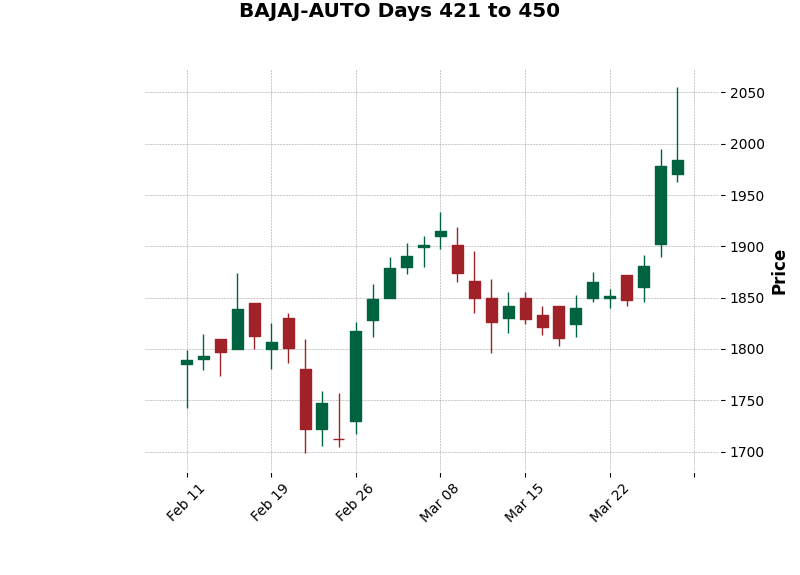 BAJAJ-AUTO Days 421 to 450
2050
2000
1950
1900
1850
1800
1750
1700
Price
Feb 11
Feb 19
Feb 26
Mar 08
Mar 15
Mar 22